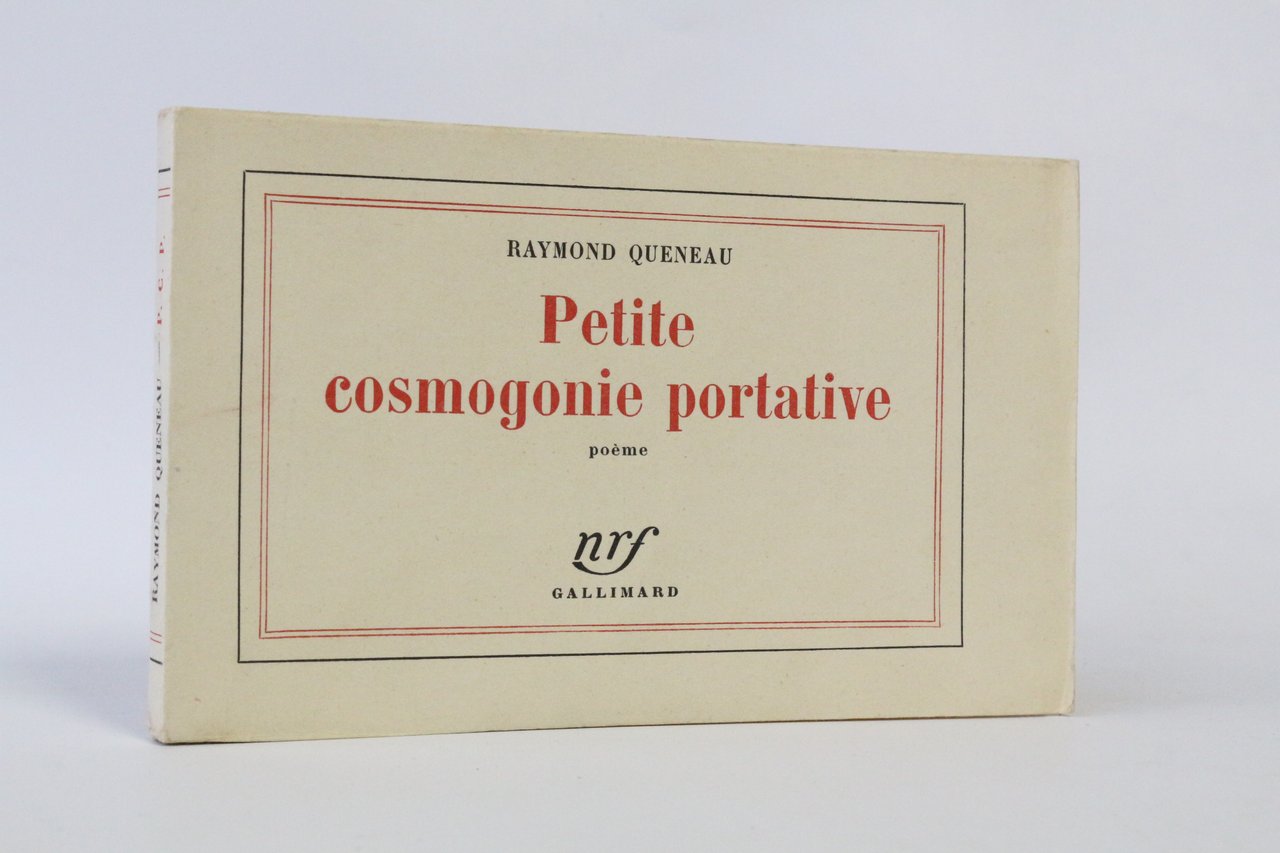 RAYMOND QUENEAU
Petite
cosmogonie portative
poème
nrf
GALLIMARD
RAYMOND QUENEAU — P. C. P.